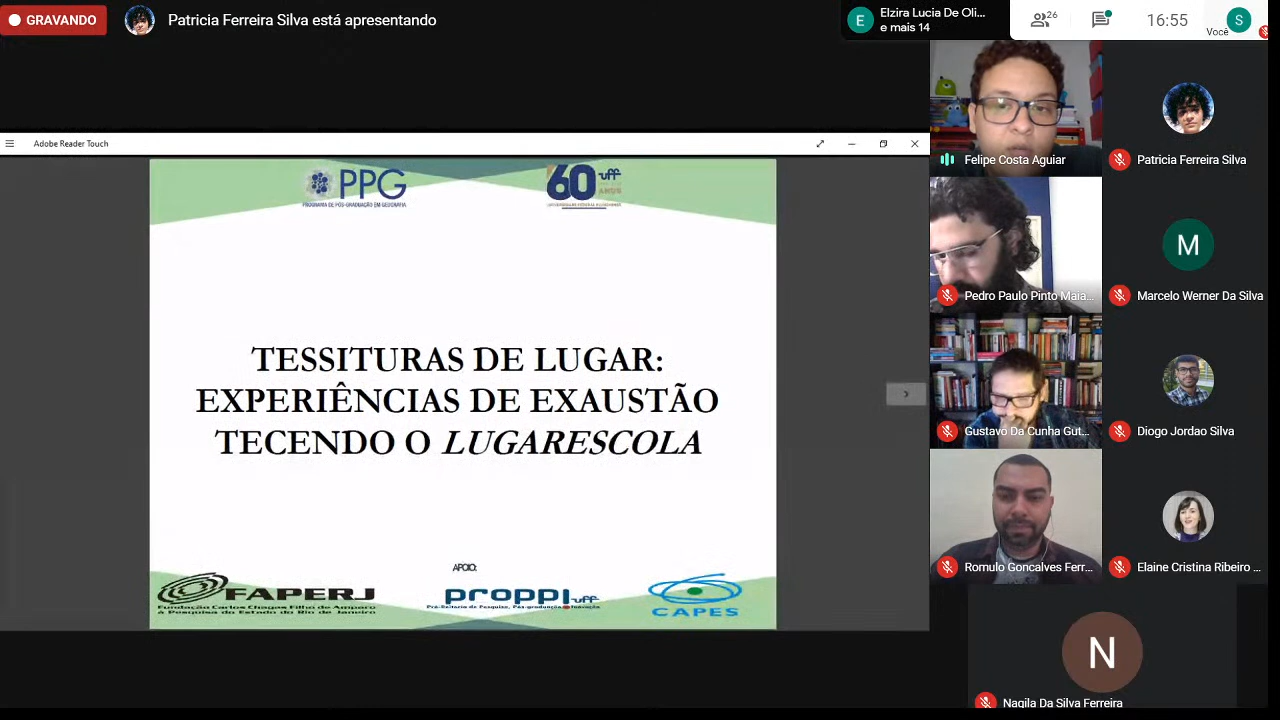 GRAVANDO
Patricia Ferreira Silva está apresentando
E
Elzira Lucia De Oli...
e mais 14
26
16:55
Você
S
Adobe Reader Touch
PPG
PROGRAMA DE PÓS-GRADUAÇÃO EM GEOGRAFIA
60 uff
ANOS
UNIVERSIDADE FEDERAL FLUMINENSE
TESSITURAS DE LUGAR:
EXPERIÊNCIAS DE EXAUSTÃO
TECENDO O LUGARESCOLA
APOIO:
FAPERJ
Fundação Carlos Chagas Filho de Amparo
à Pesquisa do Estado do Rio de Janeiro
proppi uff
Pró-Reitoria de Pesquisa, Pós-graduação e Inovação
CAPES
Felipe Costa Aguiar
Patricia Ferreira Silva
Pedro Paulo Pinto Maia...
M
Marcelo Werner Da Silva
Gustavo Da Cunha Gut...
Diogo Jordao Silva
Romulo Goncalves Ferr...
Elaine Cristina Ribeiro ...
N
Nagila Da Silva Ferreira